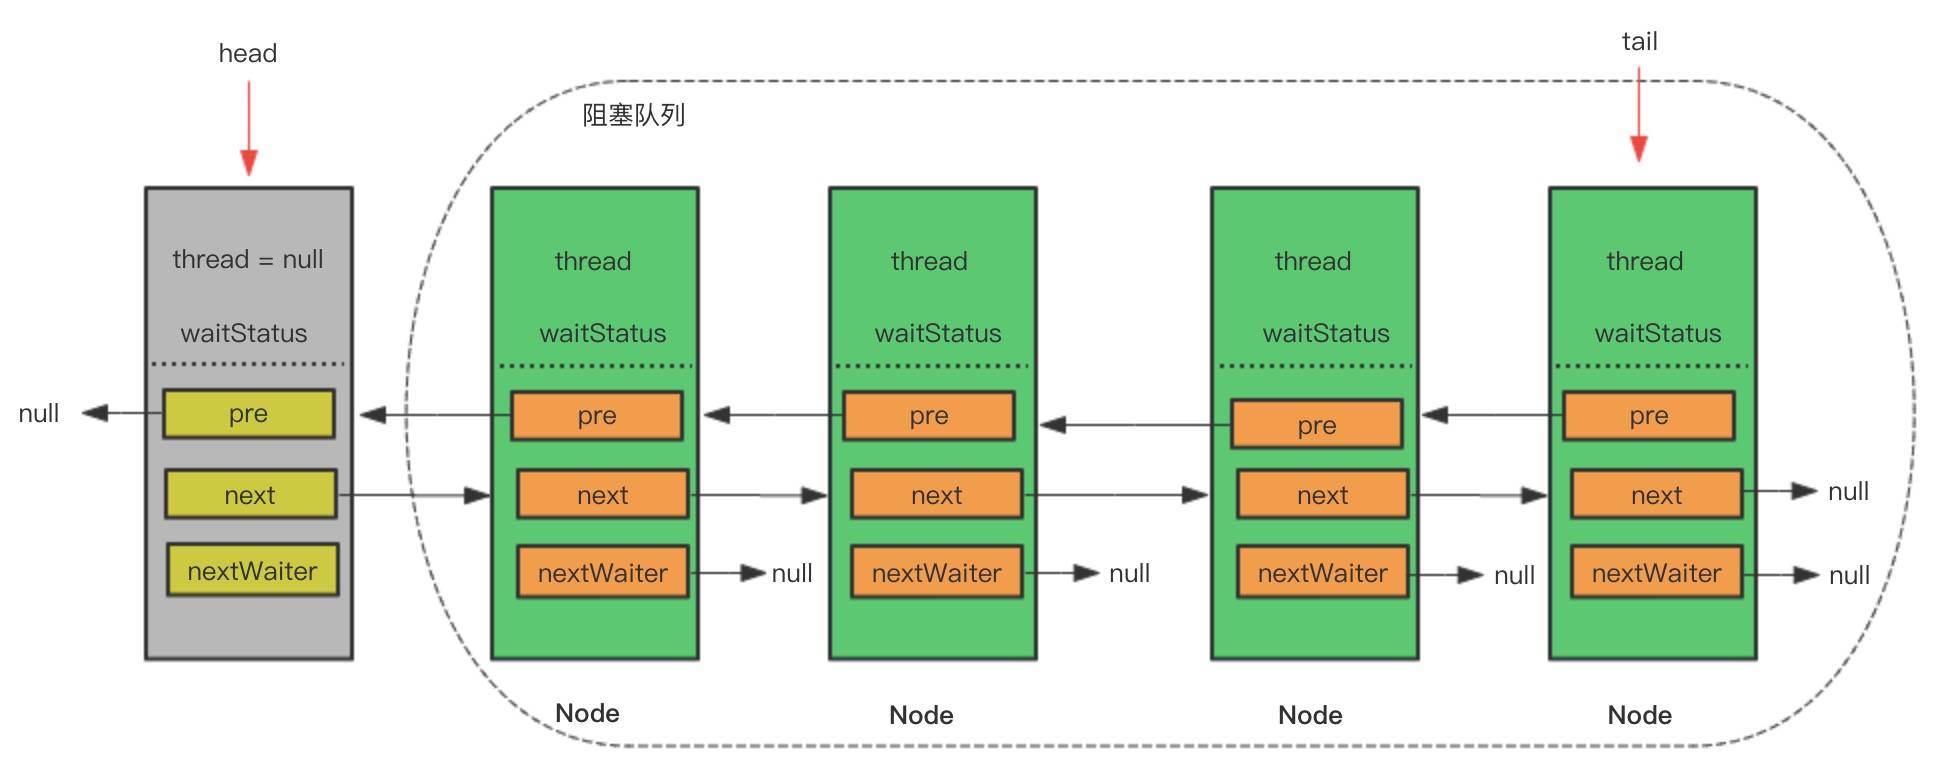 head
tail
阻塞队列
thread = null
thread
thread
thread
thread
waitStatus
waitStatus
waitStatus
waitStatus
waitStatus
null
pre
pre
pre
pre
pre
next
next
next
next
next
null
nextWaiter
nextWaiter
null
nextWaiter
null
nextWaiter
null
nextWaiter
null
Node
Node
Node
Node